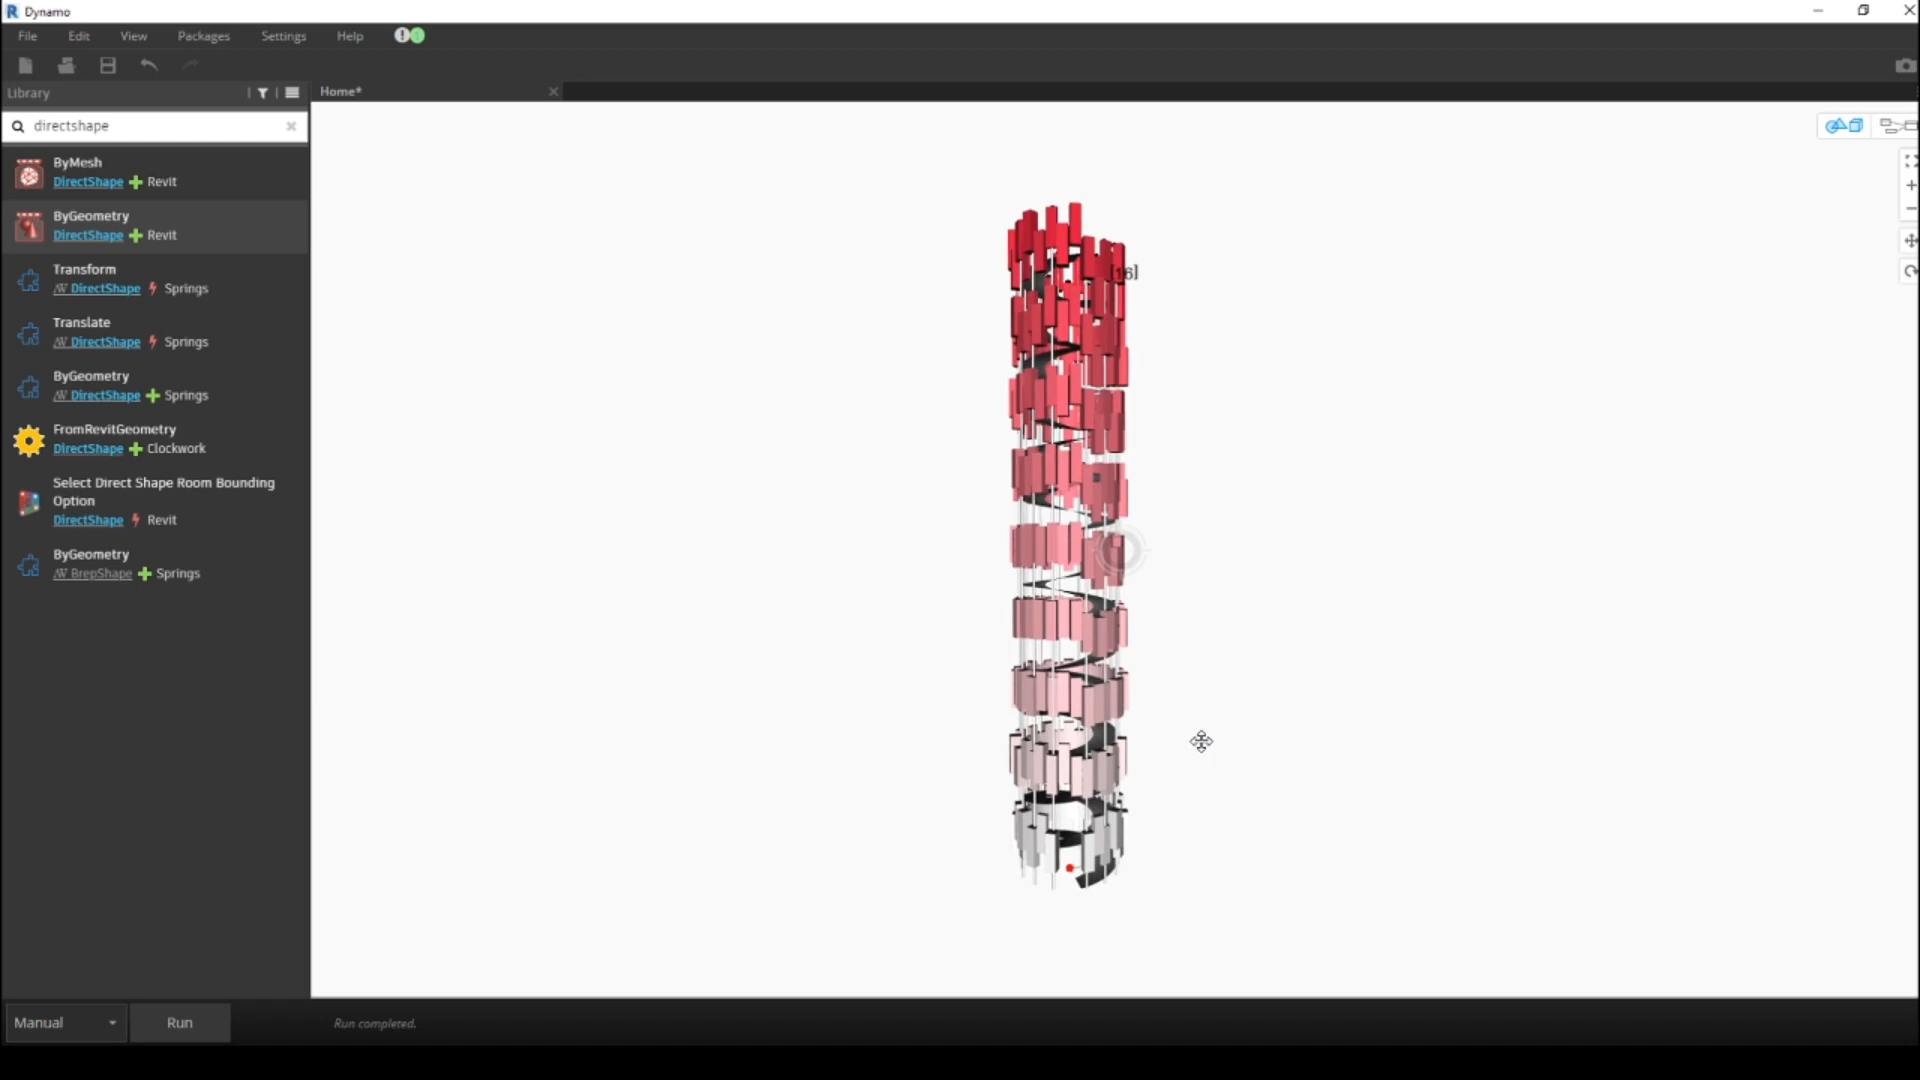 Dynamo
File Edit View Packages Settings Help
Library
Home*
directshape
ByMesh
DirectShape Revit
ByGeometry
DirectShape Revit
Transform
DirectShape Springs
Translate
DirectShape Springs
ByGeometry
DirectShape Springs
FromRevitGeometry
DirectShape Clockwork
Select Direct Shape Room Bounding
Option
DirectShape Revit
ByGeometry
BrepShape Springs
[16]
Manual Run Run completed.